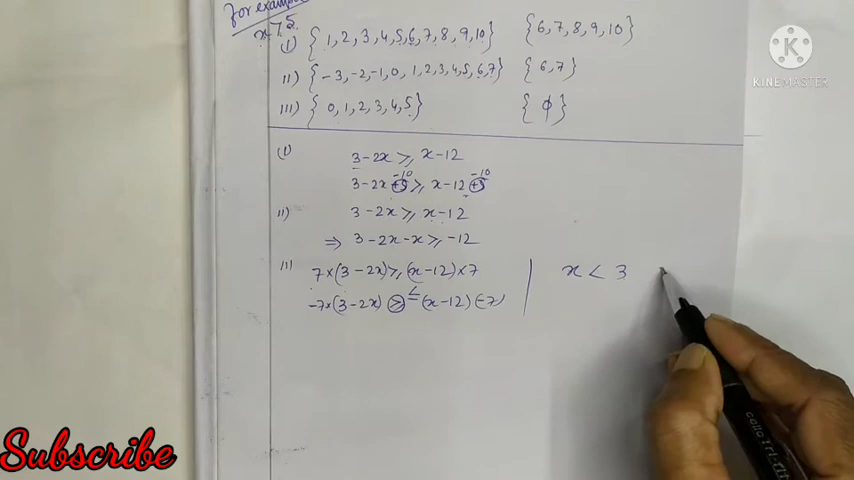 for example
x > 5
i) { 1, 2, 3, 4, 5, 6, 7, 8, 9, 10 } { 6, 7, 8, 9, 10 }
ii) { -3, -2, -1, 0, 1, 2, 3, 4, 5, 6, 7 } { 6, 7 }
iii) { 0, 1, 2, 3, 4, 5 } { ϕ }
KINEMASTER
(i) 3-2x ≥ x-12
-10 -10
3-2x +5 ≥ x-12 +5
ii) 3-2x ≥ x-12
⇒ 3-2x-x ≥ -12
iii) 7×(3-2x) ≥ (x-12)×7 x < 3
-7×(3-2x) ≥ ≤ (x-12)(-7)
Subscribe